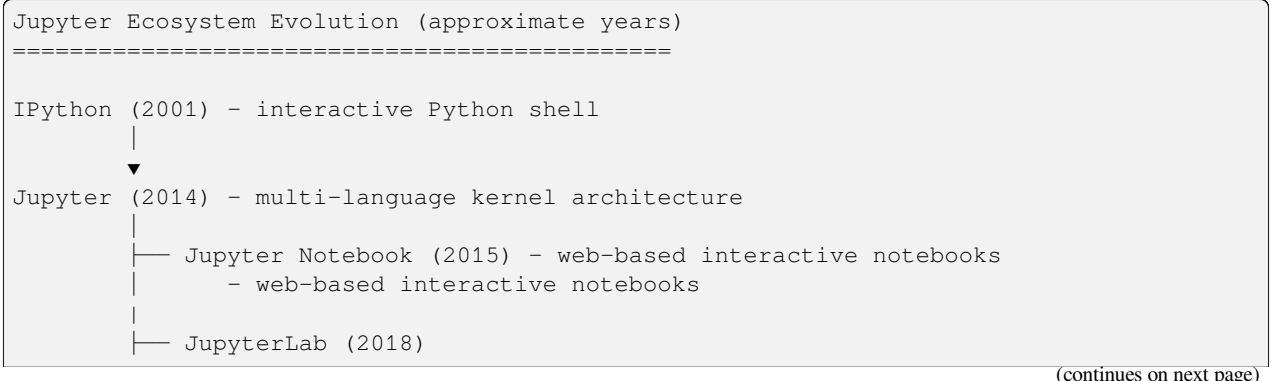 Jupyter Ecosystem Evolution (approximate years)
==============================================

IPython (2001) - interactive Python shell
        │
        ▼
Jupyter (2014) - multi-language kernel architecture
        │
        ├── Jupyter Notebook (2015) - web-based interactive notebooks
        │      - web-based interactive notebooks
        |
        ├── JupyterLab (2018)
(continues on next page)